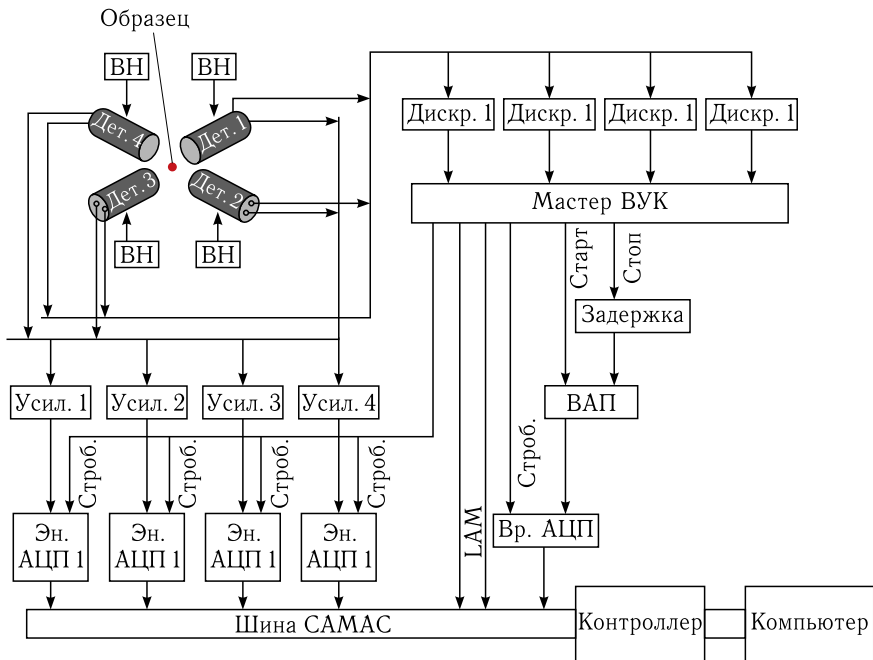 Образец
ВН
ВН
Дет. 4
Дет. 1
Дет. 3
Дет. 2
ВН
ВН
Дискр. 1
Дискр. 1
Дискр. 1
Дискр. 1
Мастер ВУК
Старт
Стоп
Задержка
ВАП
Усил. 1
Усил. 2
Усил. 3
Усил. 4
Строб.
Строб.
Строб.
Строб.
Строб.
LAM
Эн.
АЦП 1
Эн.
АЦП 1
Эн.
АЦП 1
Эн.
АЦП 1
Вр. АЦП
Шина САМАС
Контроллер
Компьютер